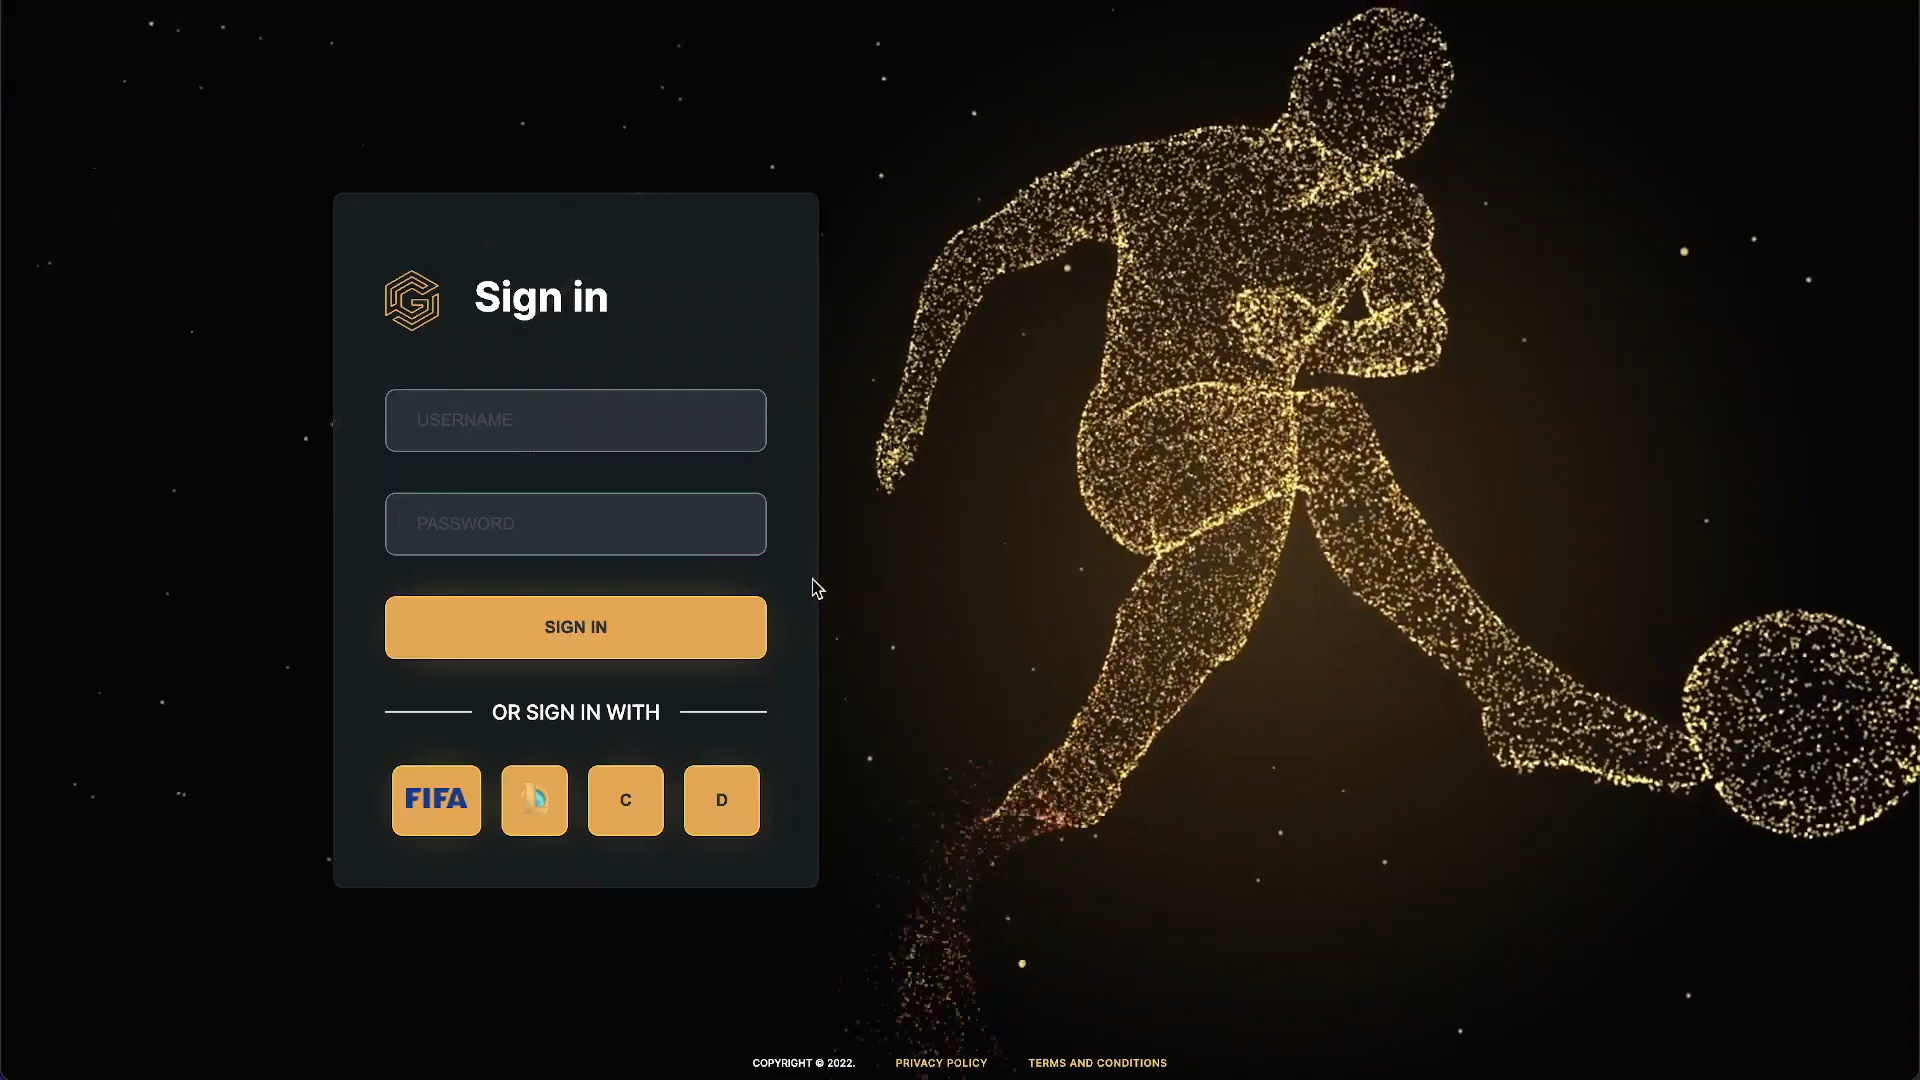 Sign in
USERNAME
PASSWORD
SIGN IN
OR SIGN IN WITH
FIFA
C
D
COPYRIGHT © 2022. PRIVACY POLICY TERMS AND CONDITIONS